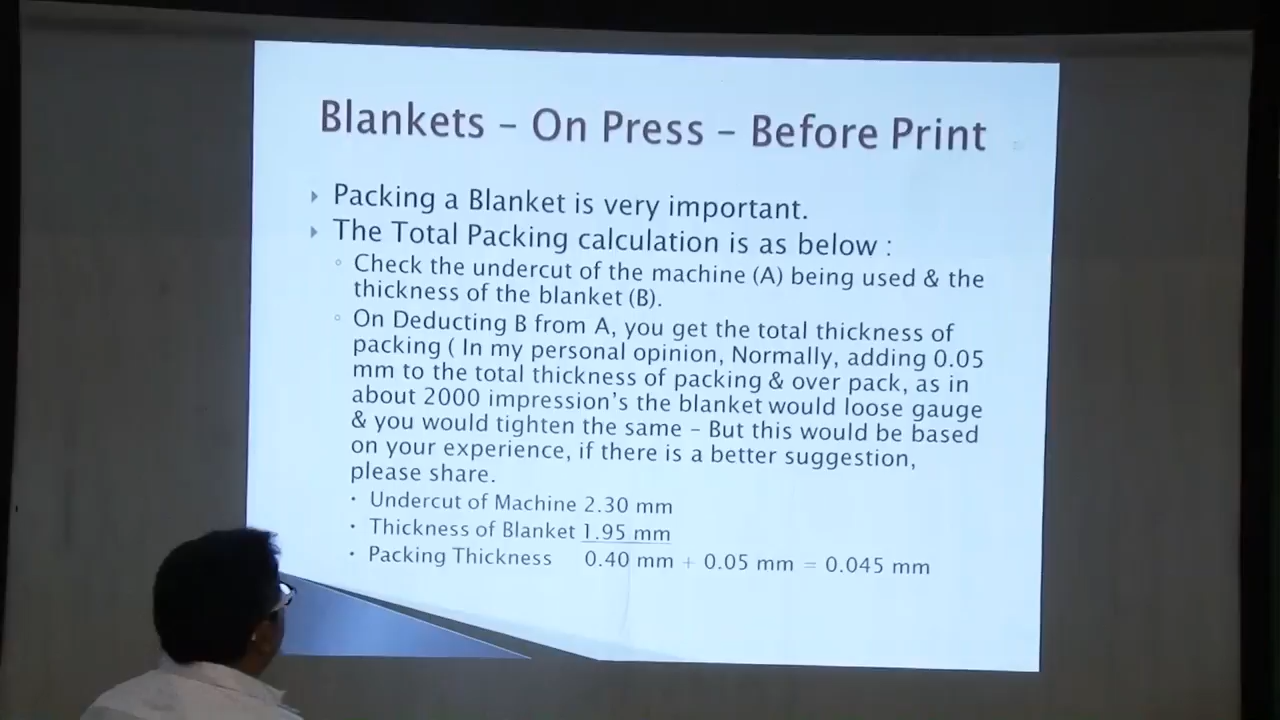 Blankets – On Press – Before Print
Packing a Blanket is very important.
The Total Packing calculation is as below :
Check the undercut of the machine (A) being used & the
thickness of the blanket (B).
On Deducting B from A, you get the total thickness of
packing ( In my personal opinion, Normally, adding 0.05
mm to the total thickness of packing & over pack, as in
about 2000 impression's the blanket would loose gauge
& you would tighten the same – But this would be based
on your experience, if there is a better suggestion,
please share.
Undercut of Machine 2.30 mm
Thickness of Blanket 1.95 mm
Packing Thickness 0.40 mm + 0.05 mm = 0.045 mm